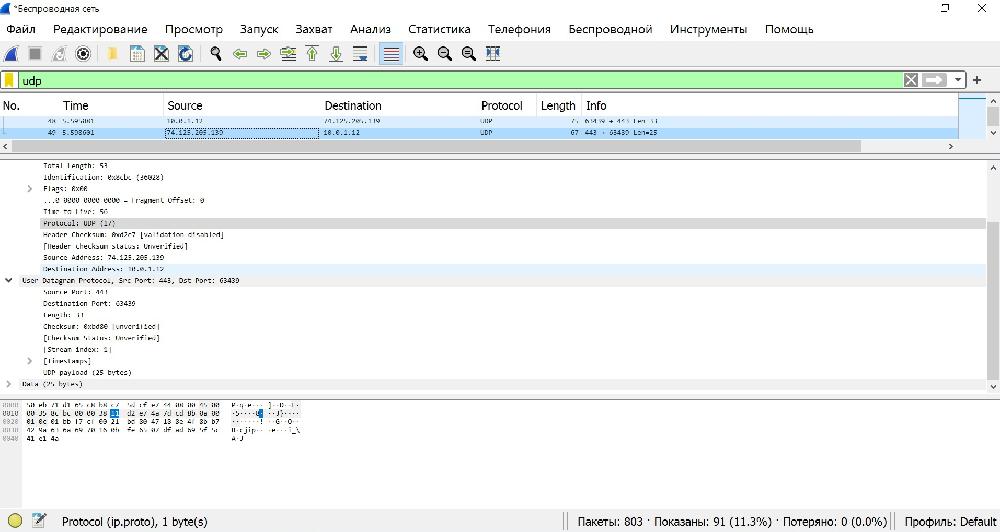 *Беспроводная сеть
Файл Редактирование Просмотр Запуск Захват Анализ Статистика Телефония Беспроводной Инструменты Помощь
udp
No. Time Source Destination Protocol Length Info
48 5.595081 10.0.1.12 74.125.205.139 UDP 75 63439 → 443 Len=33
49 5.598601 74.125.205.139 10.0.1.12 UDP 67 443 → 63439 Len=25
Total Length: 53
Identification: 0x8cbc (36028)
Flags: 0x00
...0 0000 0000 0000 = Fragment Offset: 0
Time to Live: 56
Protocol: UDP (17)
Header Checksum: 0xd2e7 [validation disabled]
[Header checksum status: Unverified]
Source Address: 74.125.205.139
Destination Address: 10.0.1.12
User Datagram Protocol, Src Port: 443, Dst Port: 63439
Source Port: 443
Destination Port: 63439
Length: 33
Checksum: 0xbd80 [unverified]
[Checksum Status: Unverified]
[Stream index: 1]
[Timestamps]
UDP payload (25 bytes)
Data (25 bytes)
0000 50 eb 71 d1 65 c8 b8 c7 5d cf e7 44 08 00 45 00 P·q·e··· ]··D··E·
0010 00 35 8c bc 00 00 38 11 d2 e7 4a 7d cd 8b 0a 00 ·5····8· ··J}····
0020 01 0c 01 bb f7 cf 00 21 bd 80 47 18 8e 4f 8b b7 ·······! ··G··O··
0030 42 9a 63 6a 69 70 16 0b fe 65 07 df ad 69 5f 5c B·cjip·· ·e···i_\
0040 41 e1 4a A·J
Protocol (ip.proto), 1 byte(s) Пакеты: 803 · Показаны: 91 (11.3%) · Потеряно: 0 (0.0%) Профиль: Default